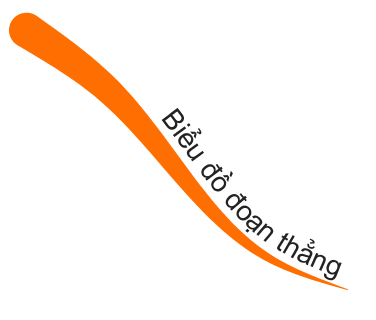 Biểu đồ đoạn thẳng